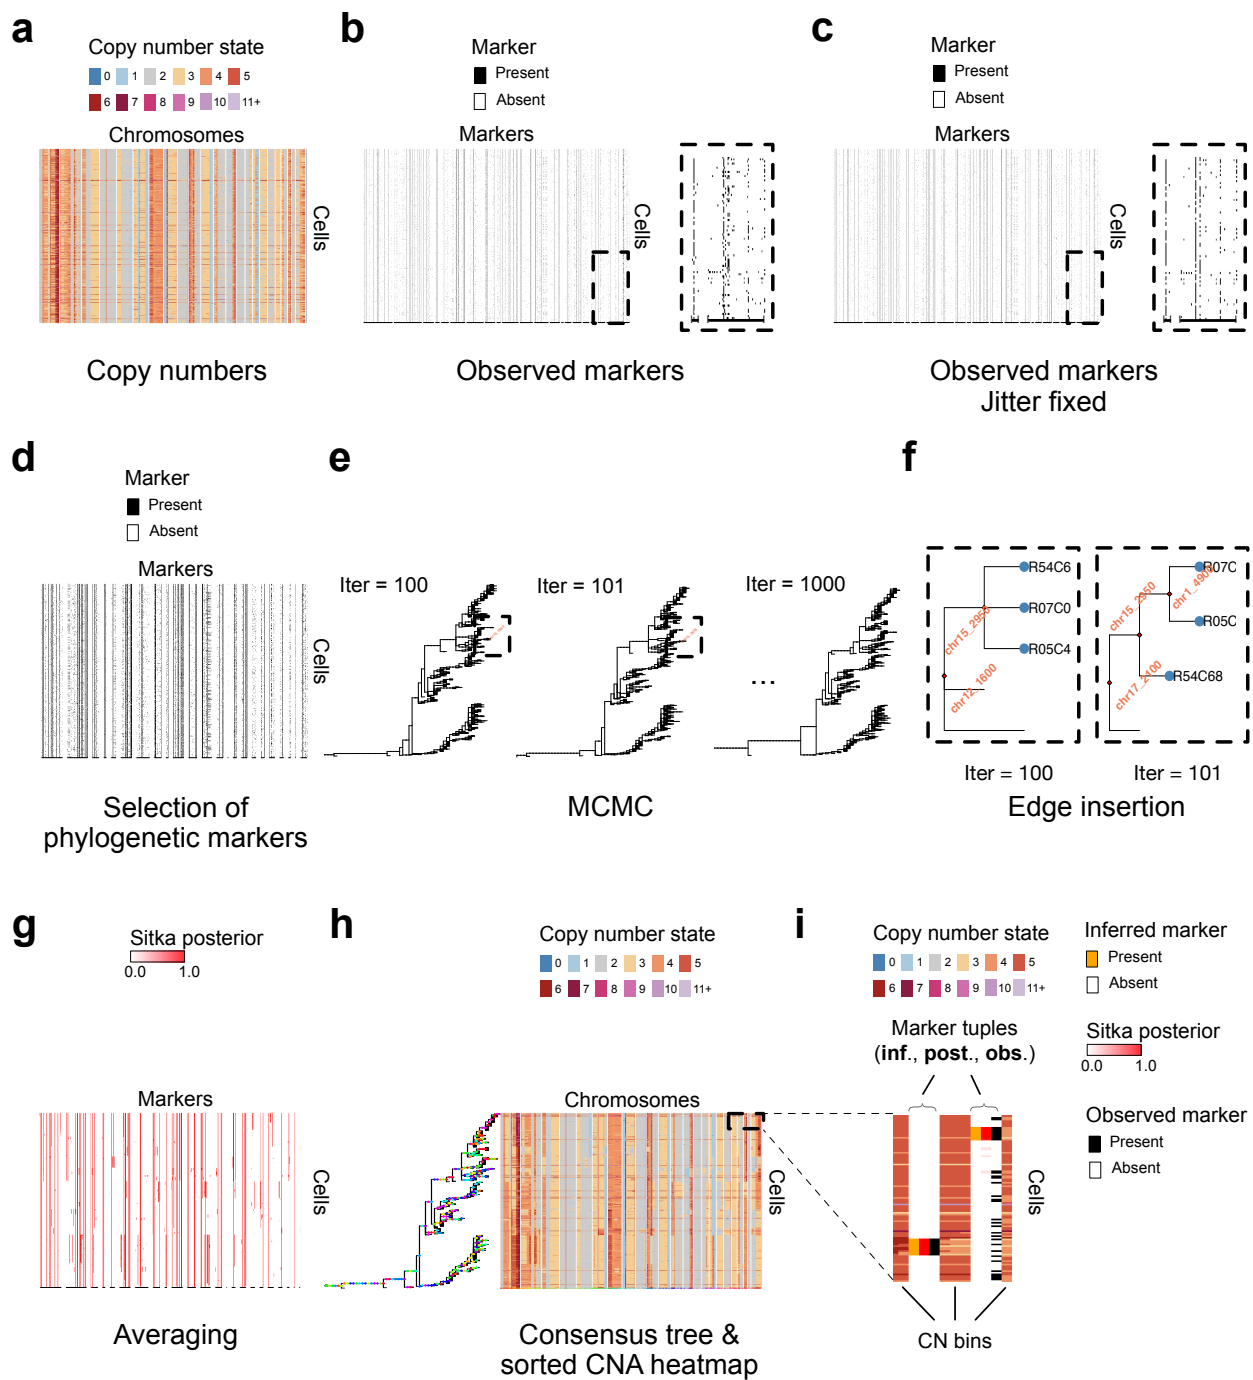 a
Copy number state
0 1 2 3 4 5
6 7 8 9 10 11+
Chromosomes
Cells
Copy numbers
b
Marker
Present
Absent
Markers
Cells
Observed markers
c
Marker
Present
Absent
Markers
Cells
Observed markers
Jitter fixed
d
Marker
Present
Absent
Markers
Cells
Selection of
phylogenetic markers
e
Iter = 100
Iter = 101
Iter = 1000
...
MCMC
f
R54C6
R07C0
R05C4
chr15_2950
chr12_1600
Iter = 100
R07C
R05C
R54C68
chr15_2950
chr1_4900
chr17_2100
Iter = 101
Edge insertion
g
Sitka posterior
0.0 1.0
Markers
Cells
Averaging
h
Copy number state
0 1 2 3 4 5
6 7 8 9 10 11+
Chromosomes
Cells
Consensus tree &
sorted CNA heatmap
i
Copy number state
0 1 2 3 4 5
6 7 8 9 10 11+
Inferred marker
Present
Absent
Marker tuples
(inf., post., obs.)
Sitka posterior
0.0 1.0
Observed marker
Present
Absent
Cells
CN bins